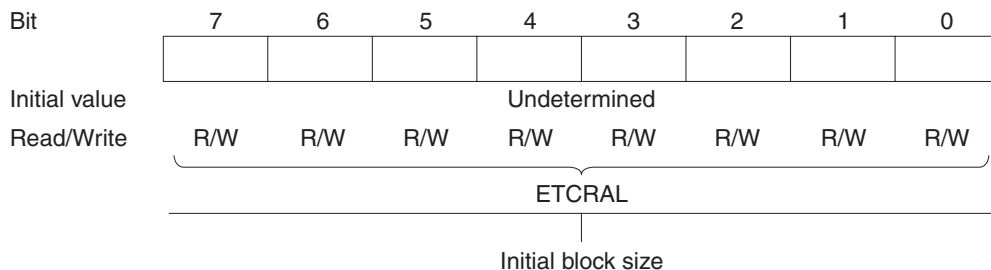 Bit 7 6 5 4 3 2 1 0
Initial value Undetermined
Read/Write R/W R/W R/W R/W R/W R/W R/W R/W
ETCRAL
Initial block size